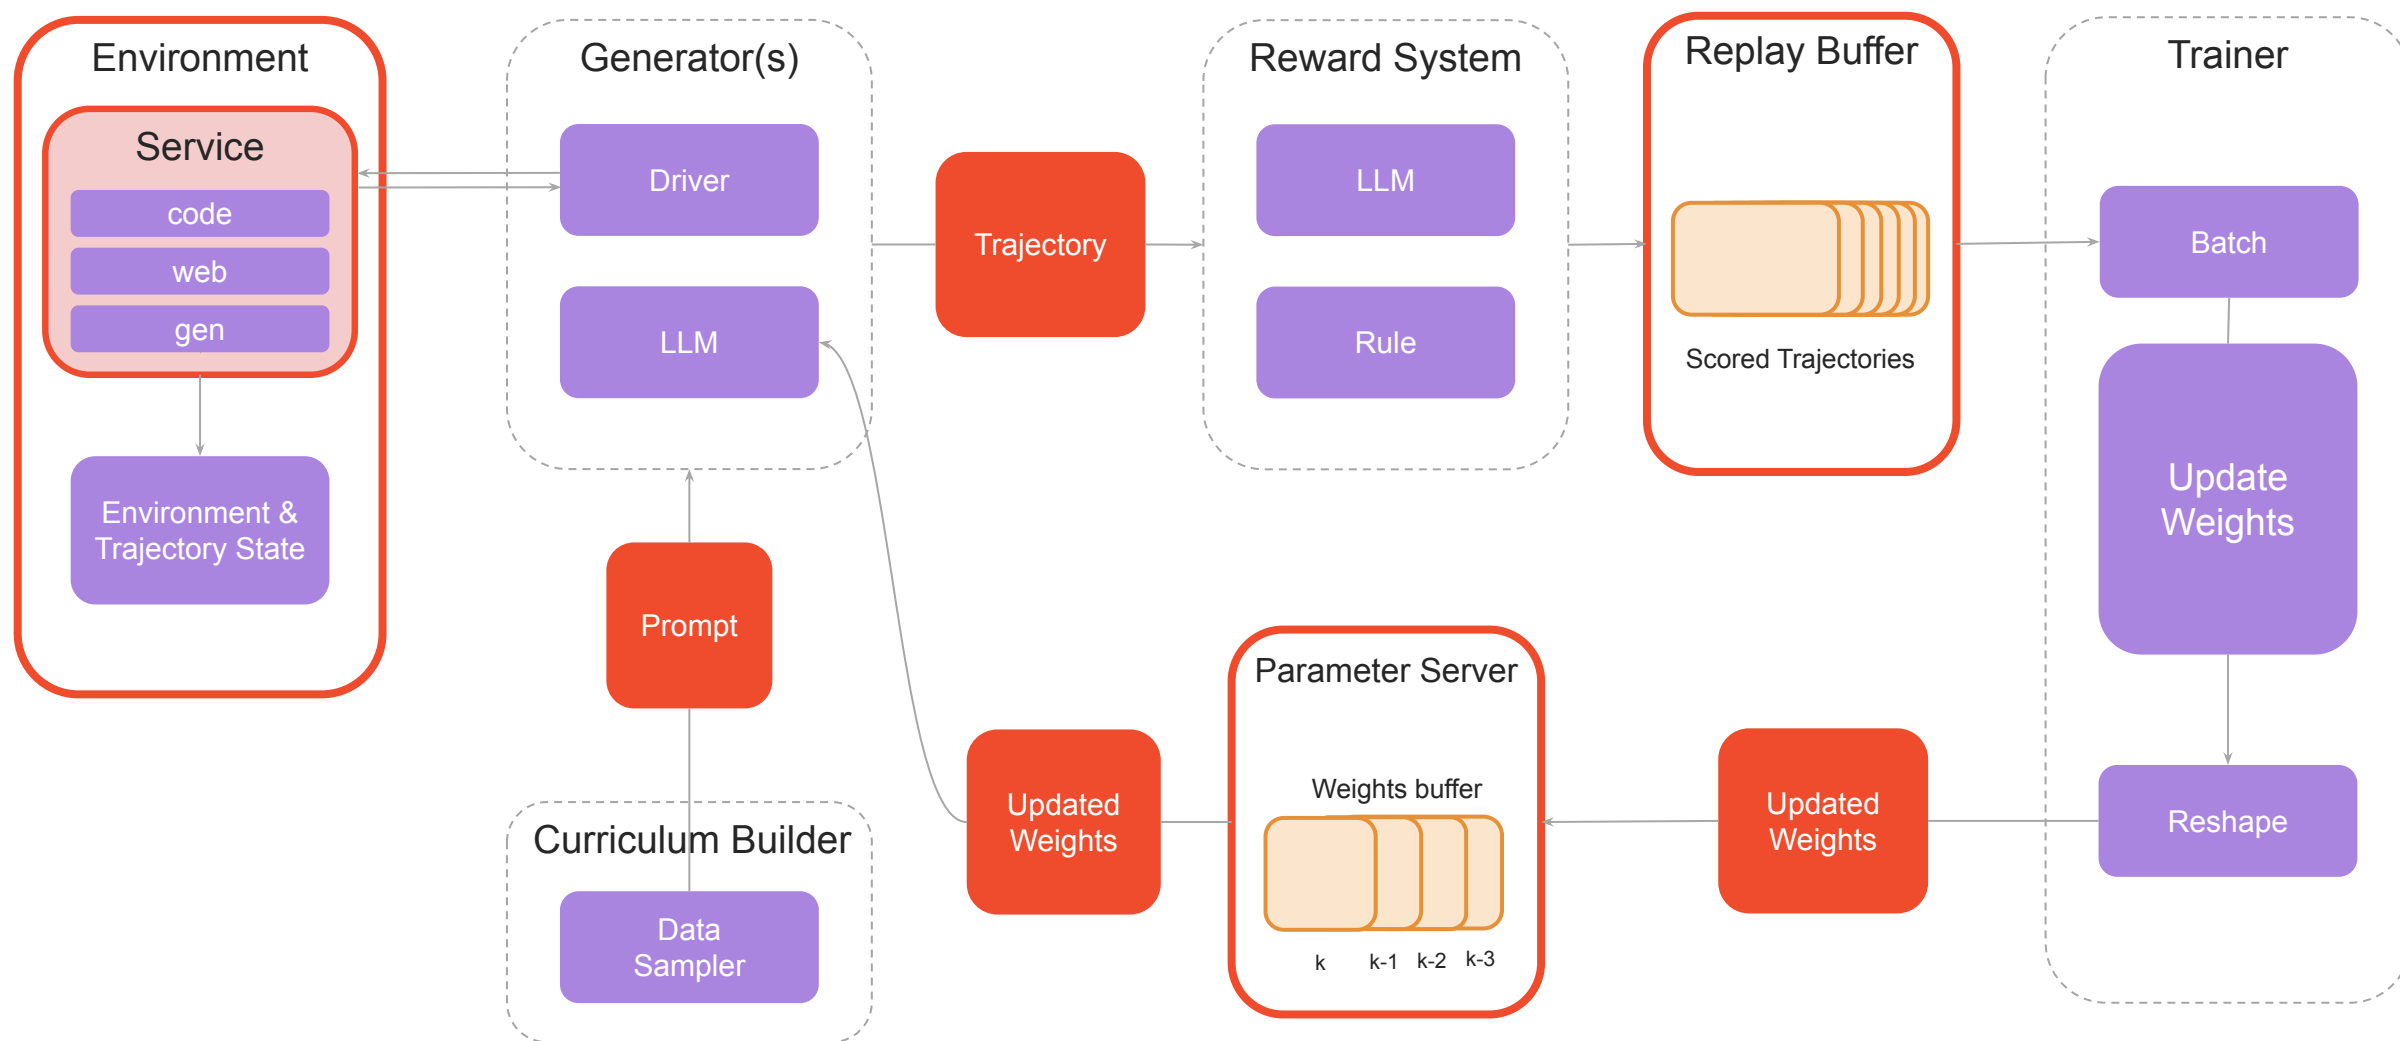 Environment
Service
code
web
gen
Environment &
Trajectory State
Generator(s)
Driver
LLM
Prompt
Curriculum Builder
Data
Sampler
Trajectory
Reward System
LLM
Rule
Replay Buffer
Scored Trajectories
Trainer
Batch
Update
Weights
Reshape
Updated
Weights
Parameter Server
Weights buffer
k
k-1
k-2
k-3
Updated
Weights